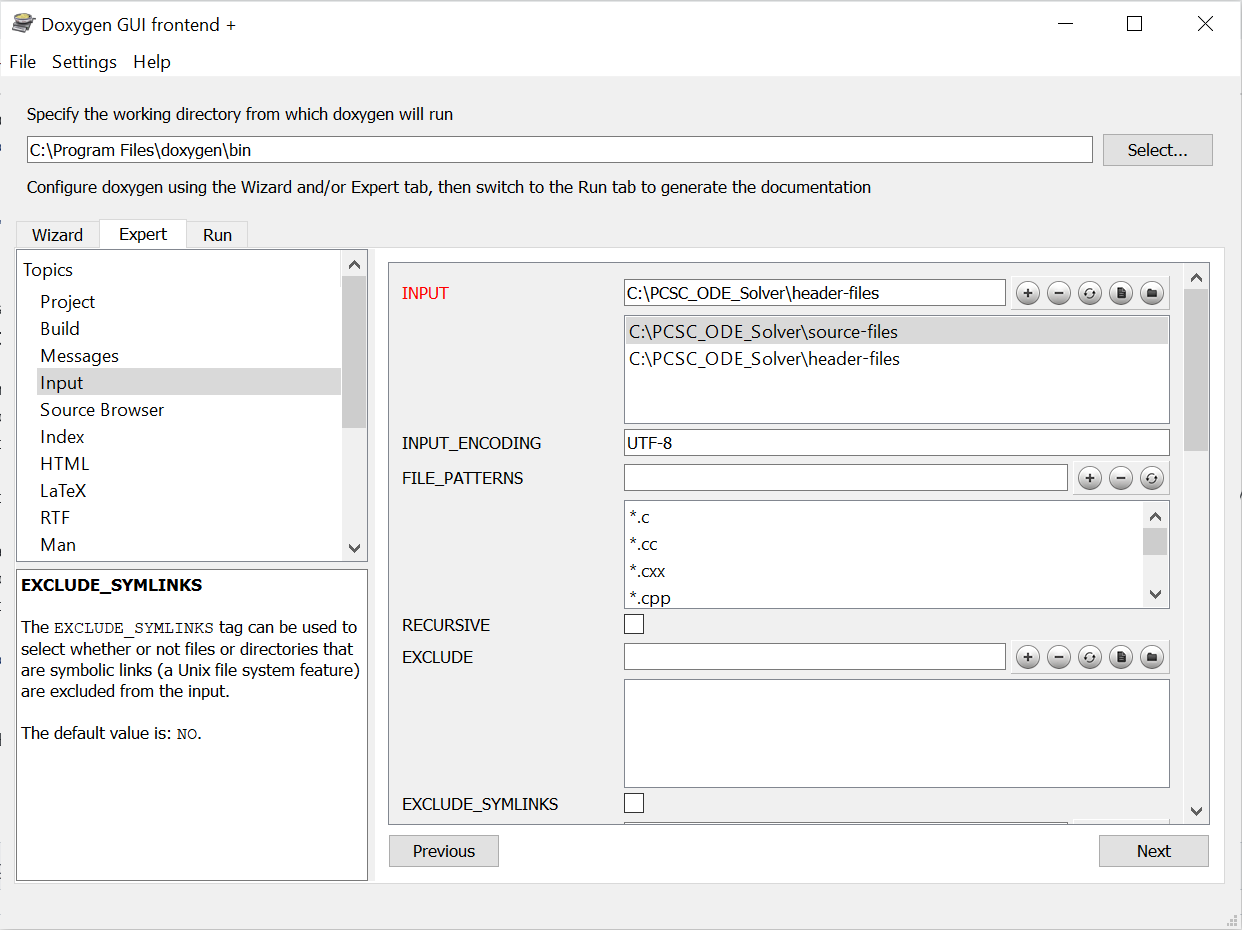 Doxygen GUI frontend +
File Settings Help
Specify the working directory from which doxygen will run
C:\Program Files\doxygen\bin
Select...
Configure doxygen using the Wizard and/or Expert tab, then switch to the Run tab to generate the documentation
Wizard Expert Run
Topics
Project
Build
Messages
Input
Source Browser
Index
HTML
LaTeX
RTF
Man
EXCLUDE_SYMLINKS
The EXCLUDE_SYMLINKS tag can be used to
select whether or not files or directories that
are symbolic links (a Unix file system feature)
are excluded from the input.
The default value is: NO.
INPUT
C:\PCSC_ODE_Solver\header-files
C:\PCSC_ODE_Solver\source-files
C:\PCSC_ODE_Solver\header-files
INPUT_ENCODING
UTF-8
FILE_PATTERNS
*.c
*.cc
*.cxx
*.cpp
RECURSIVE
EXCLUDE
EXCLUDE_SYMLINKS
Previous
Next